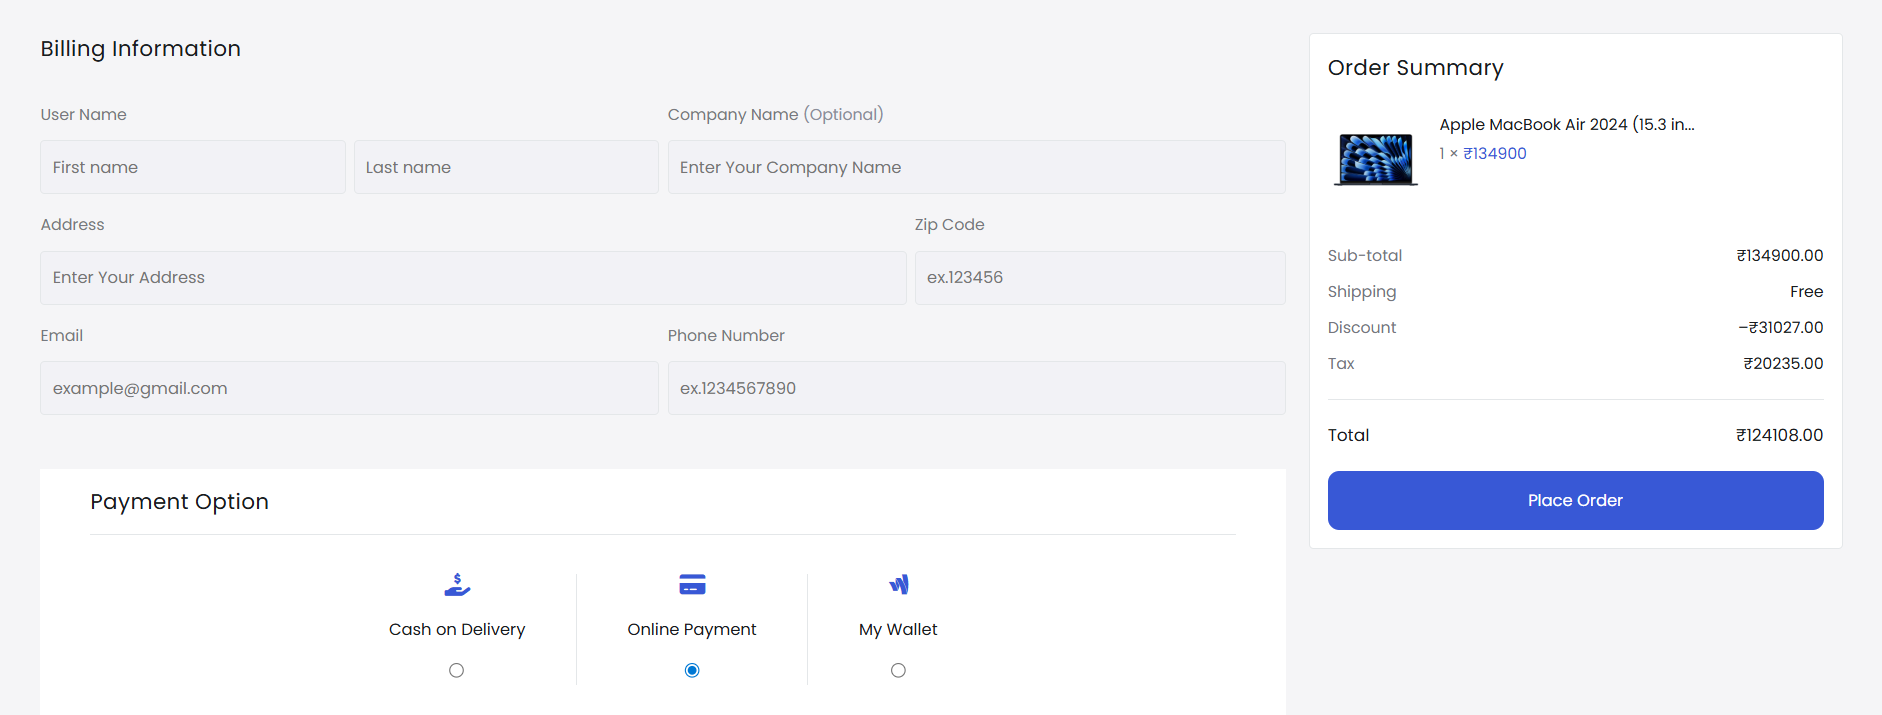 Billing Information
User Name
First name
Last name
Company Name (Optional)
Enter Your Company Name
Address
Enter Your Address
Zip Code
ex.123456
Email
example@gmail.com
Phone Number
ex.1234567890
Payment Option
Cash on Delivery
Online Payment
My Wallet
Order Summary
Apple MacBook Air 2024 (15.3 in...
1 × ₹134900
Sub-total ₹134900.00
Shipping Free
Discount –₹31027.00
Tax ₹20235.00
Total ₹124108.00
Place Order